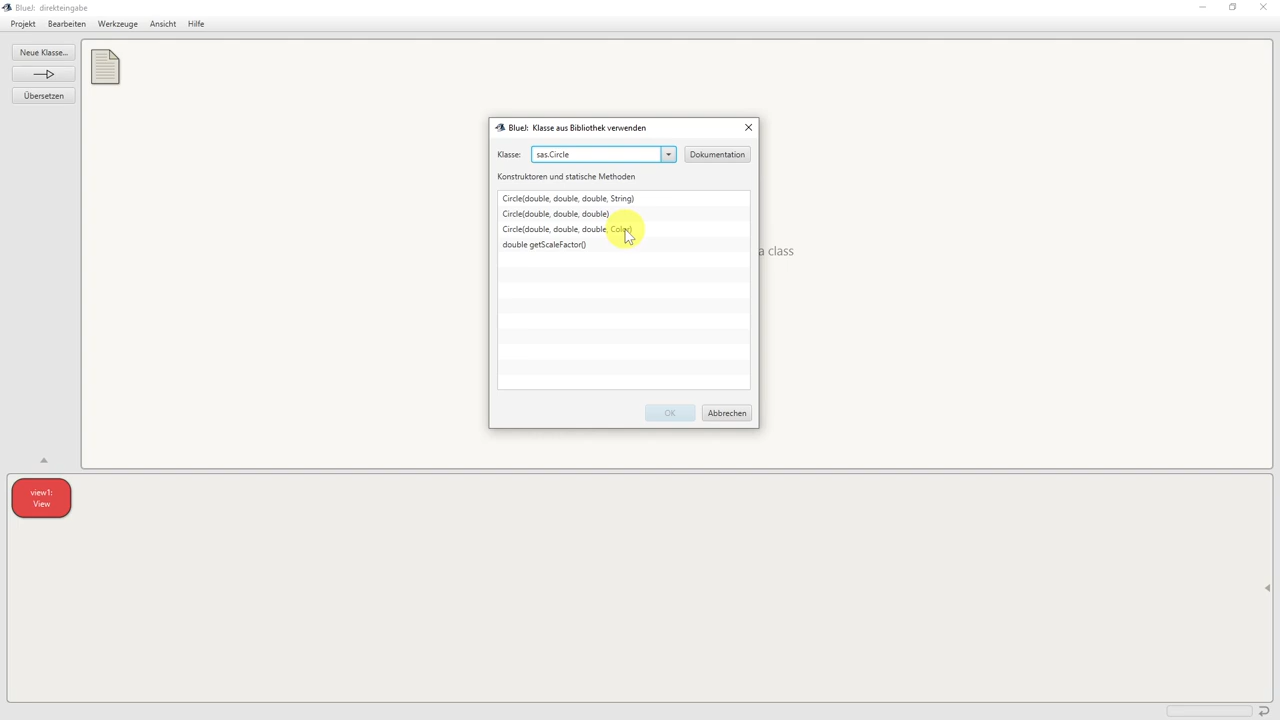 BlueJ: direkteingabe
Projekt Bearbeiten Werkzeuge Ansicht Hilfe
Neue Klasse...
Übersetzen
BlueJ: Klasse aus Bibliothek verwenden
Klasse: sas.Circle Dokumentation
Konstruktoren und statische Methoden
Circle(double, double, double, String)
Circle(double, double, double)
Circle(double, double, double, Color)
double getScaleFactor()
a class
OK Abbrechen
view1:
View